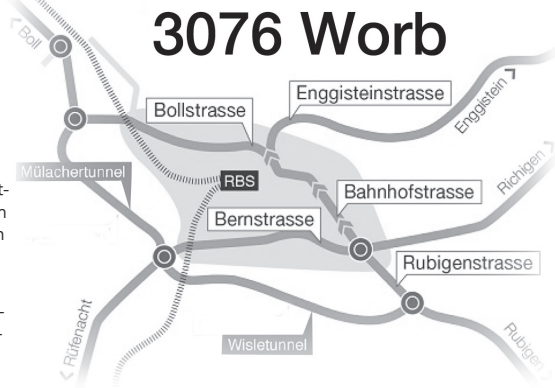 3076 Worb
Boll
Bollstrasse
Enggisteinstrasse
Enggistein
Mülachertunnel
RBS
Richigen
Bahnhofstrasse
Bernstrasse
Rubigenstrasse
Rüfenacht
Wisletunnel
Rubigen